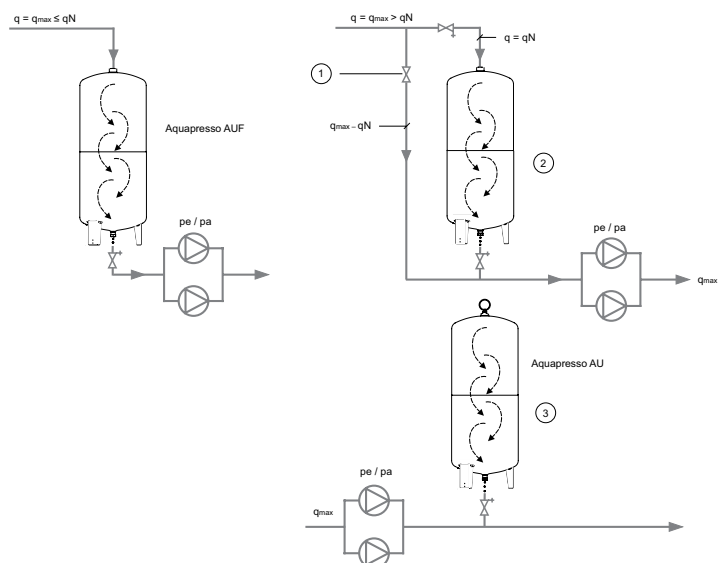 q = qmax ≤ qN
Aquapresso AUF
pe / pa
q = qmax > qN
q = qN
1
qmax – qN
2
pe / pa
qmax
Aquapresso AU
3
pe / pa
qmax